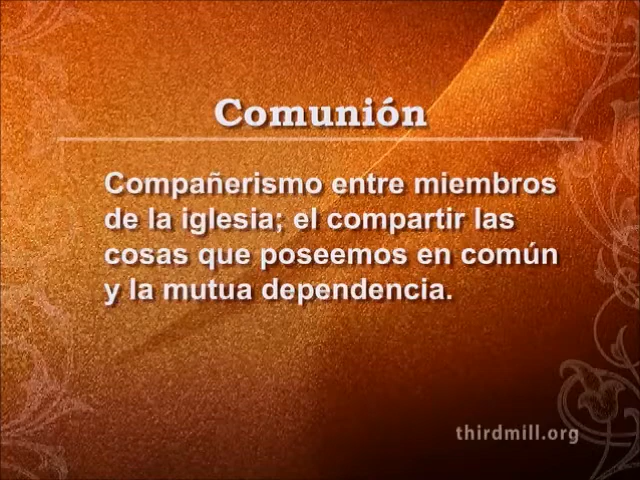 Comunión
Compañerismo entre miembros
de la iglesia; el compartir las
cosas que poseemos en común
y la mutua dependencia.
thirdmill.org